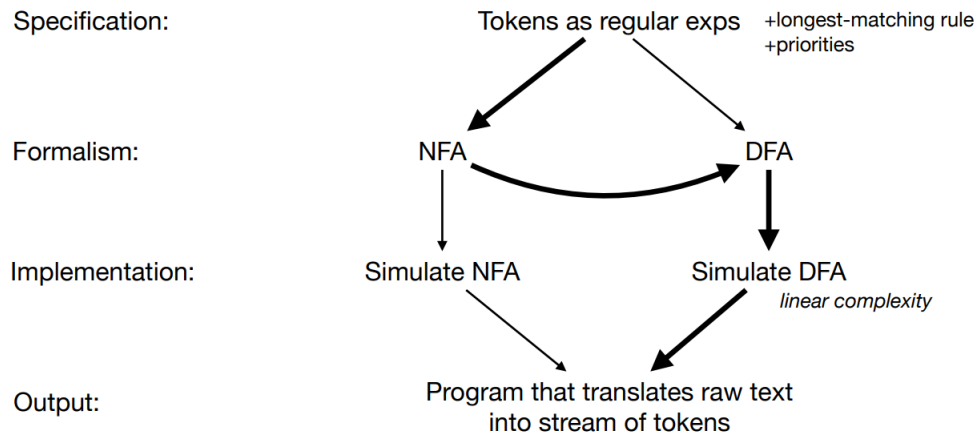 Specification:
Tokens as regular exps
+longest-matching rule
+priorities
Formalism:
NFA
DFA
Implementation:
Simulate NFA
Simulate DFA
linear complexity
Output:
Program that translates raw text
into stream of tokens